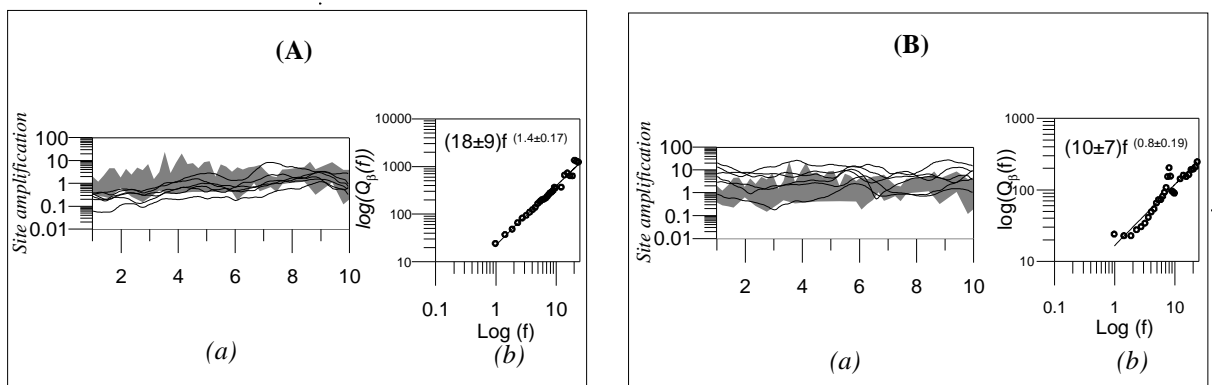 (A)
Site amplification
100
10
1
0.1
0.01
2 4 6 8 10
(a)
log(Qβ(f))
10000
1000
100
10
(18±9)f (1.4±0.17)
0.1 1 10
Log (f)
(b)
(B)
Site amplification
100
10
1
0.1
0.01
2 4 6 8 10
(a)
log(Qβ(f))
1000
100
10
(10±7)f (0.8±0.19)
0.1 1 10
Log (f)
(b)